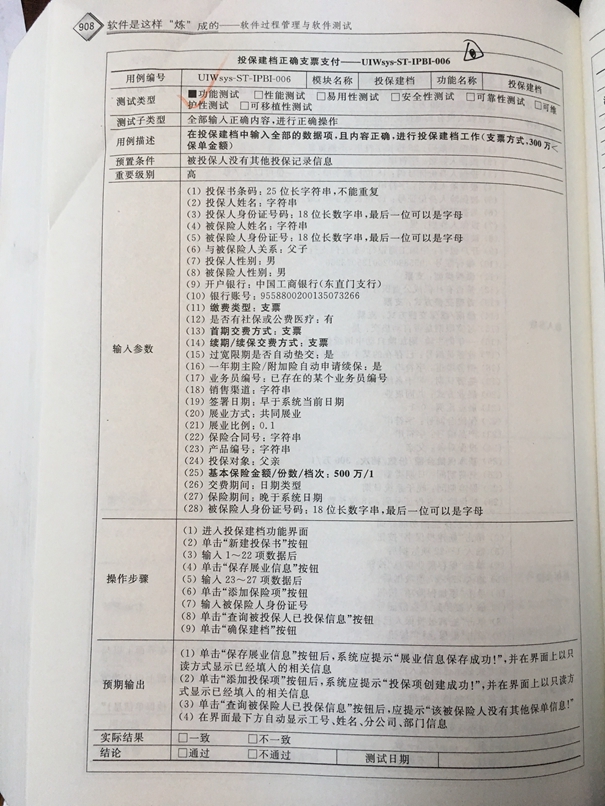 908 软件是这样“炼”成的——软件过程管理与软件测试
投保建档正确支票支付——UIWsys-ST-IPBI-006
用例编号 UIWsys-ST-IPBI-006 模块名称 投保建档 功能名称 投保建档
测试类型 ■功能测试 □性能测试 □易用性测试 □安全性测试 □可靠性测试 □可维
护性测试 □可移植性测试
测试子类型 全部输入正确内容,进行正确操作
用例描述 在投保建档中输入全部的数据项,且内容正确,进行投保建档工作(支票方式,300万<
保单金额)
预置条件 被投保人没有其他投保记录信息
重要级别 高
输入参数
(1) 投保书条码:25位长字符串,不能重复
(2) 投保人姓名:字符串
(3) 投保人身份证号码:18位长数字串,最后一位可以是字母
(4) 被保险人姓名:字符串
(5) 被保险人身份证号:18位长数字串,最后一位可以是字母
(6) 与被保险人关系:父子
(7) 投保人性别:男
(8) 被保险人性别:男
(9) 开户银行:中国工商银行(东直门支行)
(10) 银行账号:9558800200135073266
(11) 缴费类型:支票
(12) 是否有社保或公费医疗:有
(13) 首期交费方式:支票
(14) 续期/续保交费方式:支票
(15) 过宽限期是否自动垫交:是
(16) 一年期主险/附加险自动申请续保:是
(17) 业务员编号:已存在的某个业务员编号
(18) 销售渠道:字符串
(19) 签署日期:早于系统当前日期
(20) 展业方式:共同展业
(21) 展业比例:0.1
(22) 保险合同号:字符串
(23) 产品编号:字符串
(24) 投保对象:父亲
(25) 基本保险金额/份数/档次:500万/1
(26) 交费期间:日期类型
(27) 保险期间:晚于系统日期
(28) 被保险人身份证号码:18位长数字串,最后一位可以是字母
操作步骤
(1) 进入投保建档功能界面
(2) 单击“新建投保书”按钮
(3) 输入1~22项数据后
(4) 单击“保存展业信息”按钮
(5) 输入23~27项数据后
(6) 单击“添加保险项”按钮
(7) 输入被保险人身份证号
(8) 单击“查询被投保人已投保信息”按钮
(9) 单击“确保建档”按钮
预期输出
(1) 单击“保存展业信息”按钮后,系统应提示“展业信息保存成功!”,并在界面上以只
读方式显示已经填入的相关信息
(2) 单击“添加投保项”按钮后,系统应提示“投保项创建成功!”,并在界面上以只读方
式显示已经填入的相关信息
(3) 单击“查询被保险人已投保信息”按钮后,应提示“该被保险人没有其他保单信息!”
(4) 在界面最下方自动显示工号、姓名、分公司、部门信息
实际结果 □一致 □不一致
结论 □通过 □不通过 测试日期